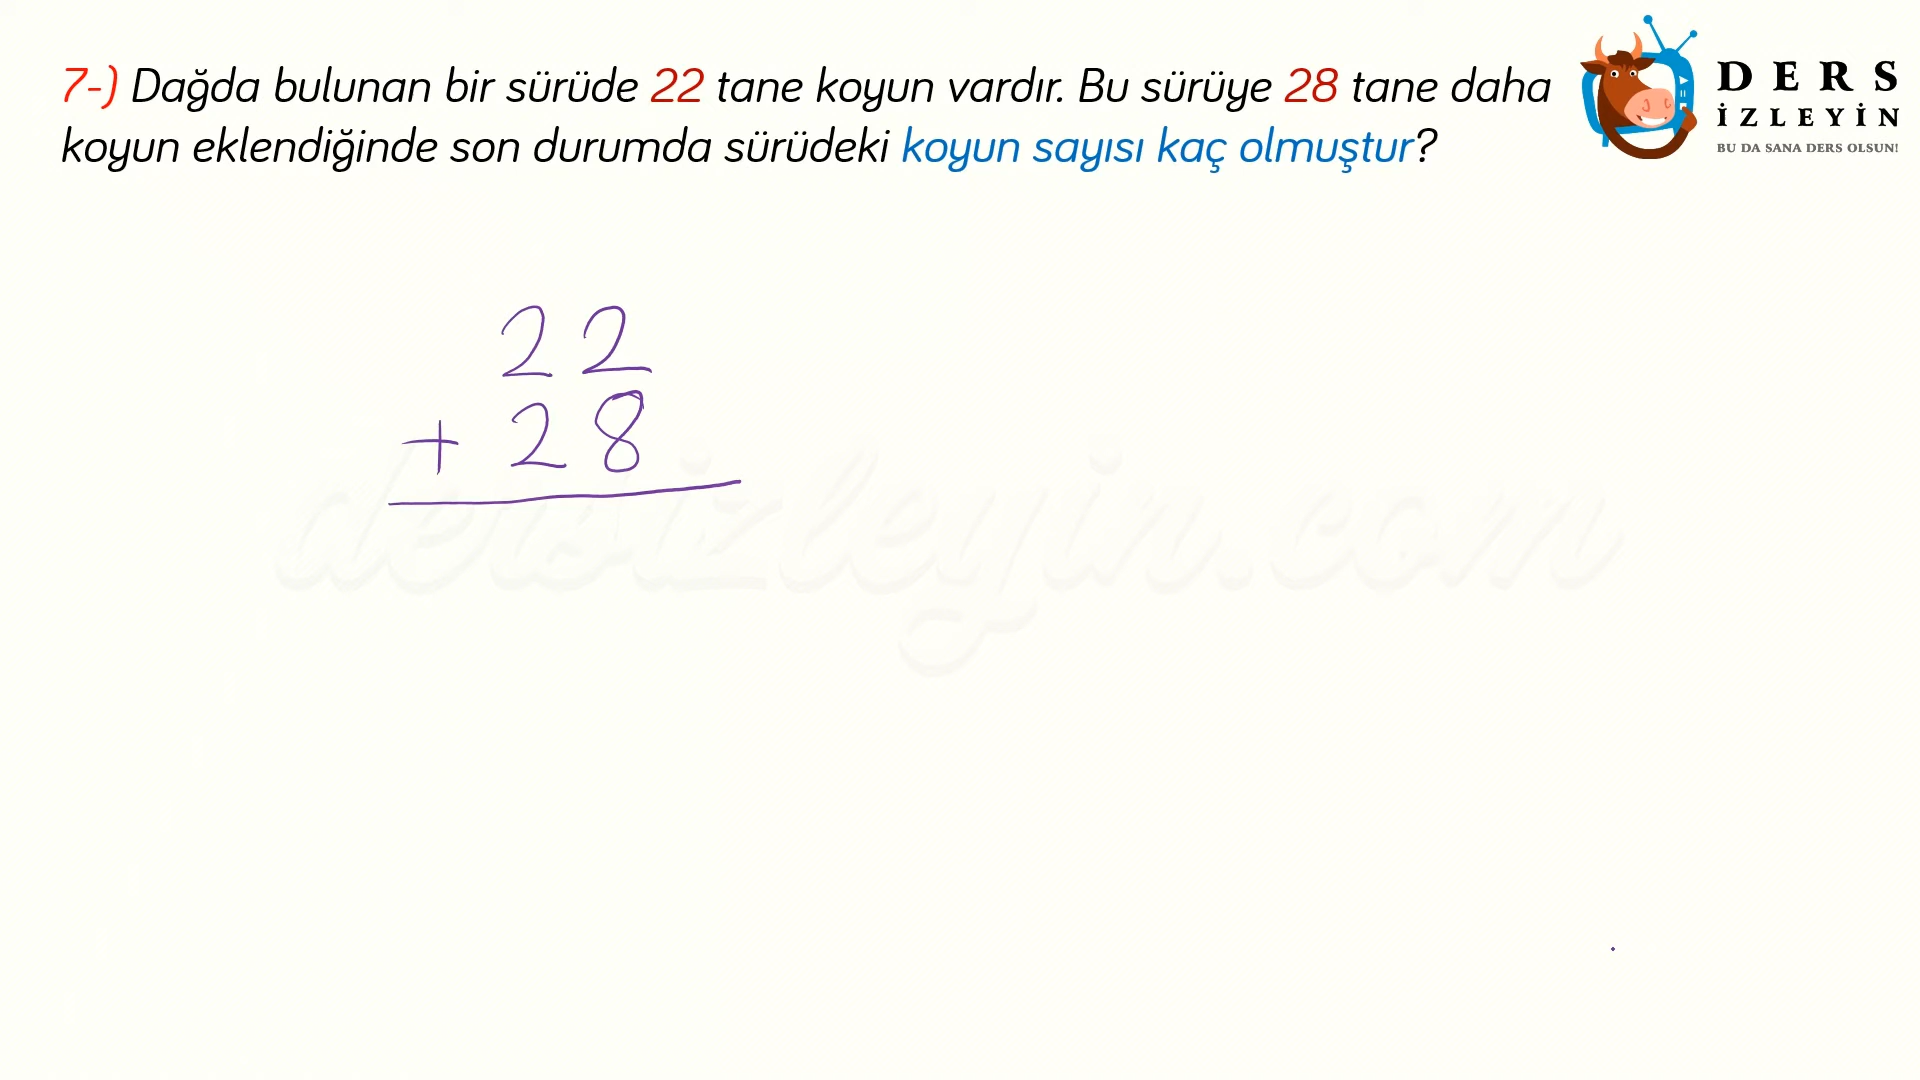 7-) Dağda bulunan bir sürüde 22 tane koyun vardır. Bu sürüye 28 tane daha
koyun eklendiğinde son durumda sürüdeki koyun sayısı kaç olmuştur?
DERS
İZLEYİN
BU DA SANA DERS OLSUN!
22
+ 28
dersizleyin.com